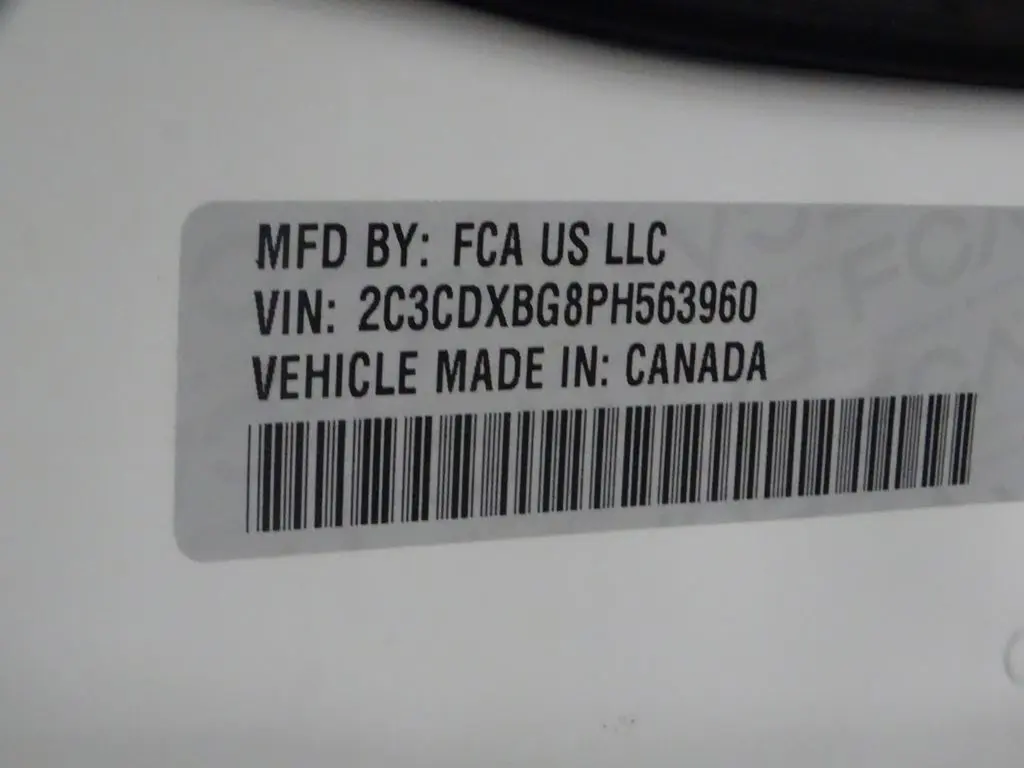 MFD BY: FCA US LLC
VIN: 2C3CDXBG8PH563960
VEHICLE MADE IN: CANADA